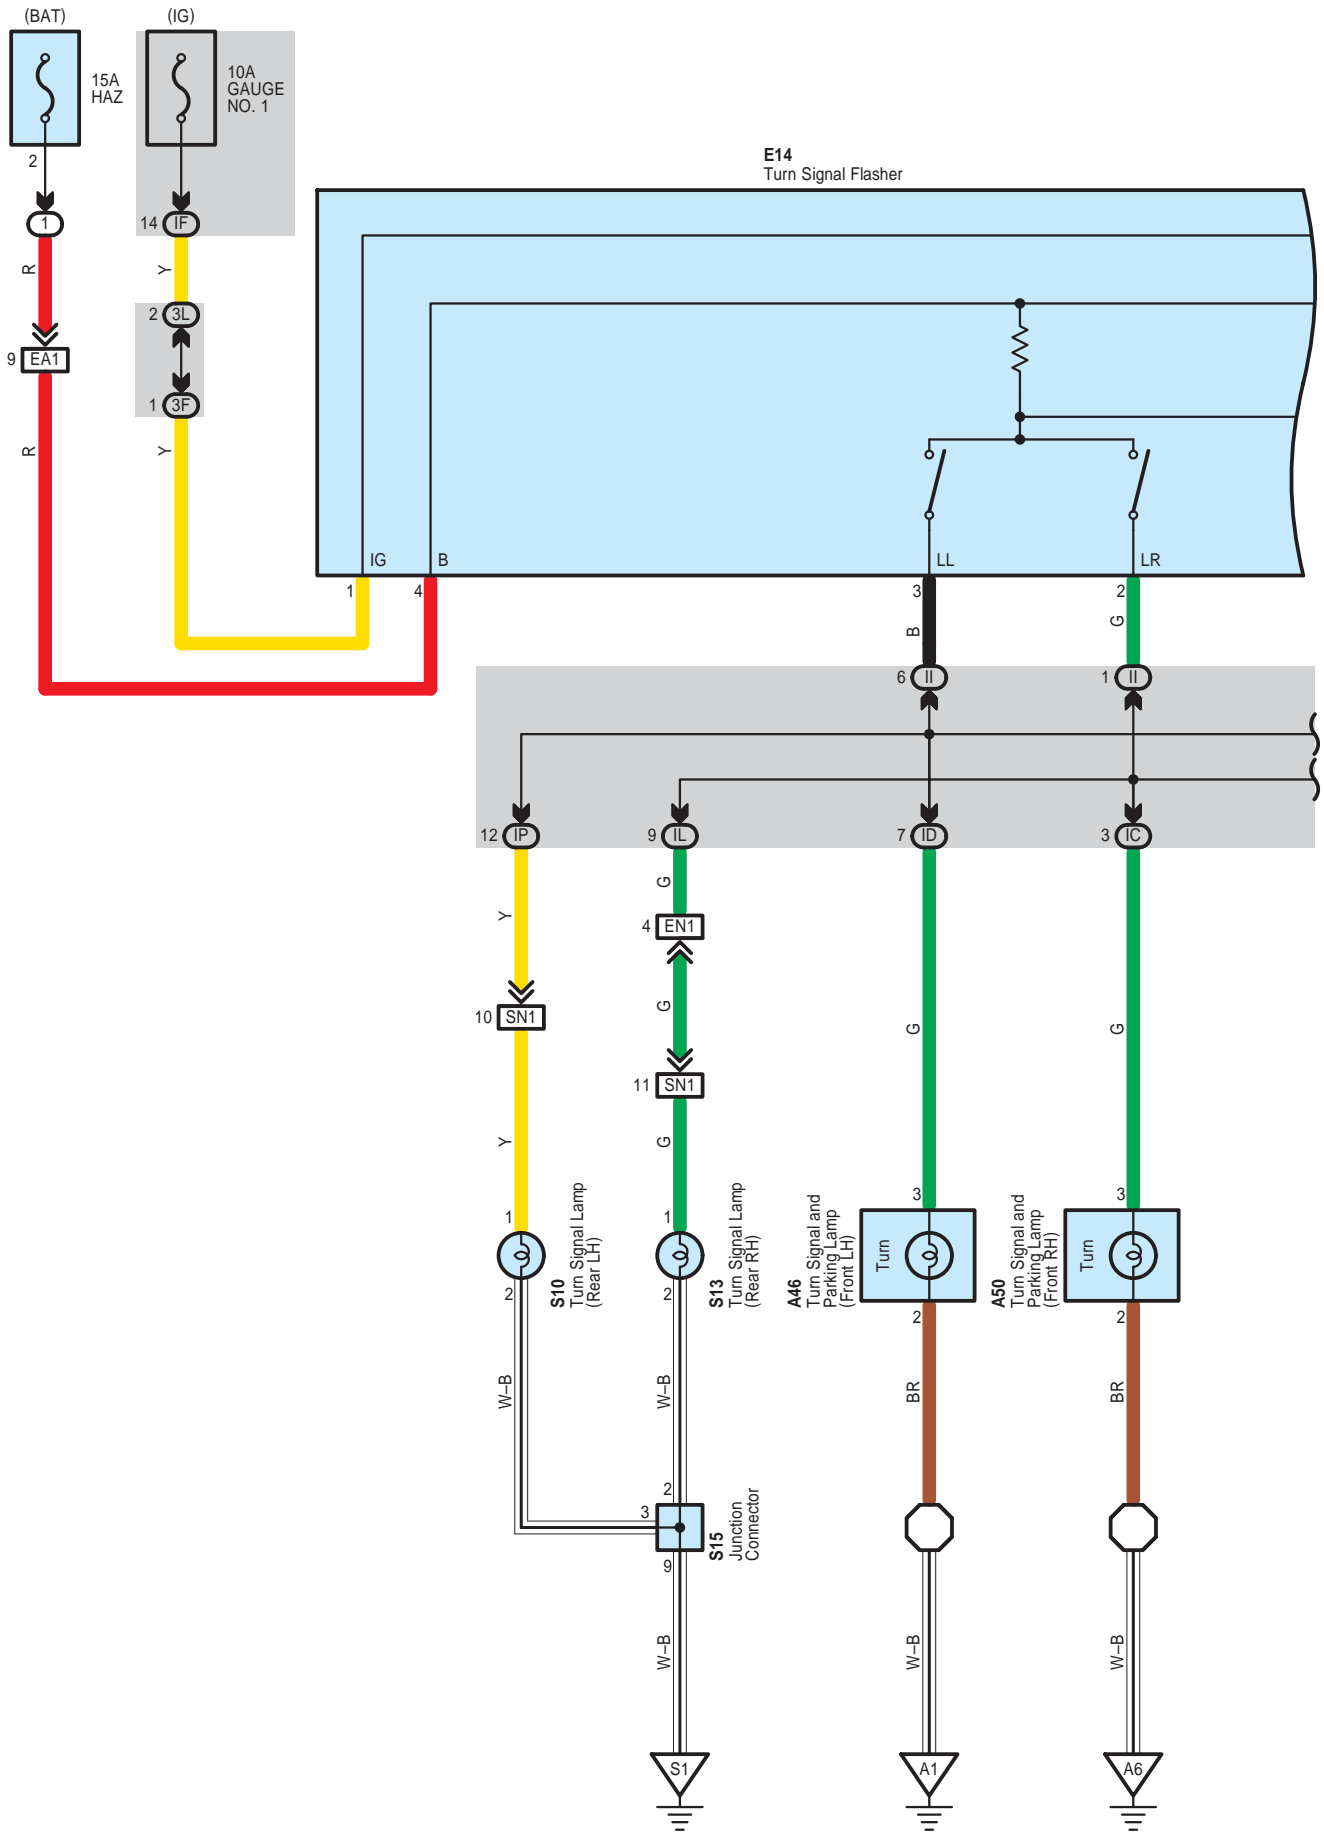 (BAT)
(IG)
15A
HAZ
10A
GAUGE
NO. 1
2
1
14 IF
R
Y
2 3L
9 EA1
1 3F
R
Y
E14
Turn Signal Flasher
IG
B
LL
LR
1
4
3
2
B
G
6 II
1 II
12 IP
9 IL
7 ID
3 IC
Y
G
4 EN1
G
10 SN1
G
G
11 SN1
Y
G
1
1
3
3
S10
Turn Signal Lamp
(Rear LH)
S13
Turn Signal Lamp
(Rear RH)
A46
Turn Signal and
Parking Lamp
(Front LH)
Turn
A50
Turn Signal and
Parking Lamp
(Front RH)
Turn
2
2
2
2
W–B
W–B
BR
BR
2
3
9
S15
Junction
Connector
W–B
W–B
W–B
S1
A1
A6